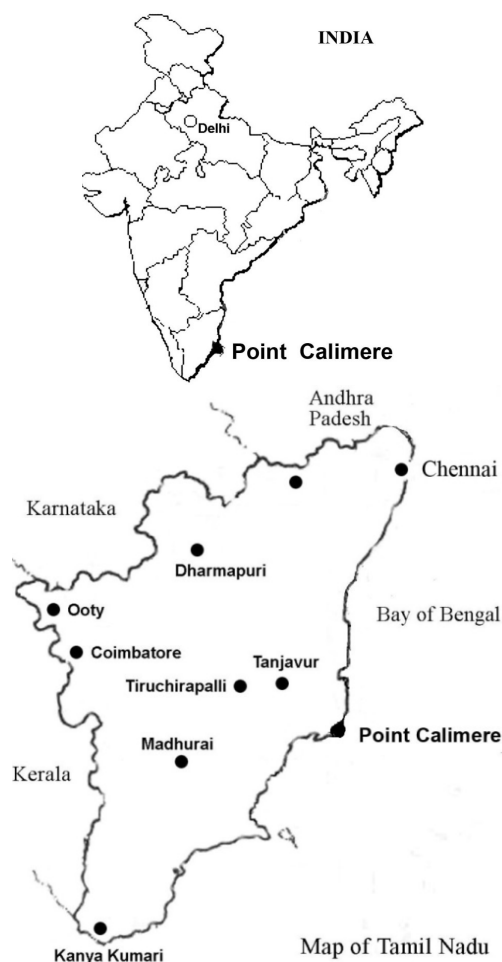 INDIA
Delhi
Point Calimere
Andhra
Padesh
Chennai
Karnataka
Dharmapuri
Ooty
Bay of Bengal
Coimbatore
Tanjavur
Tiruchirapalli
Point Calimere
Madhurai
Kerala
Kanya Kumari
Map of Tamil Nadu